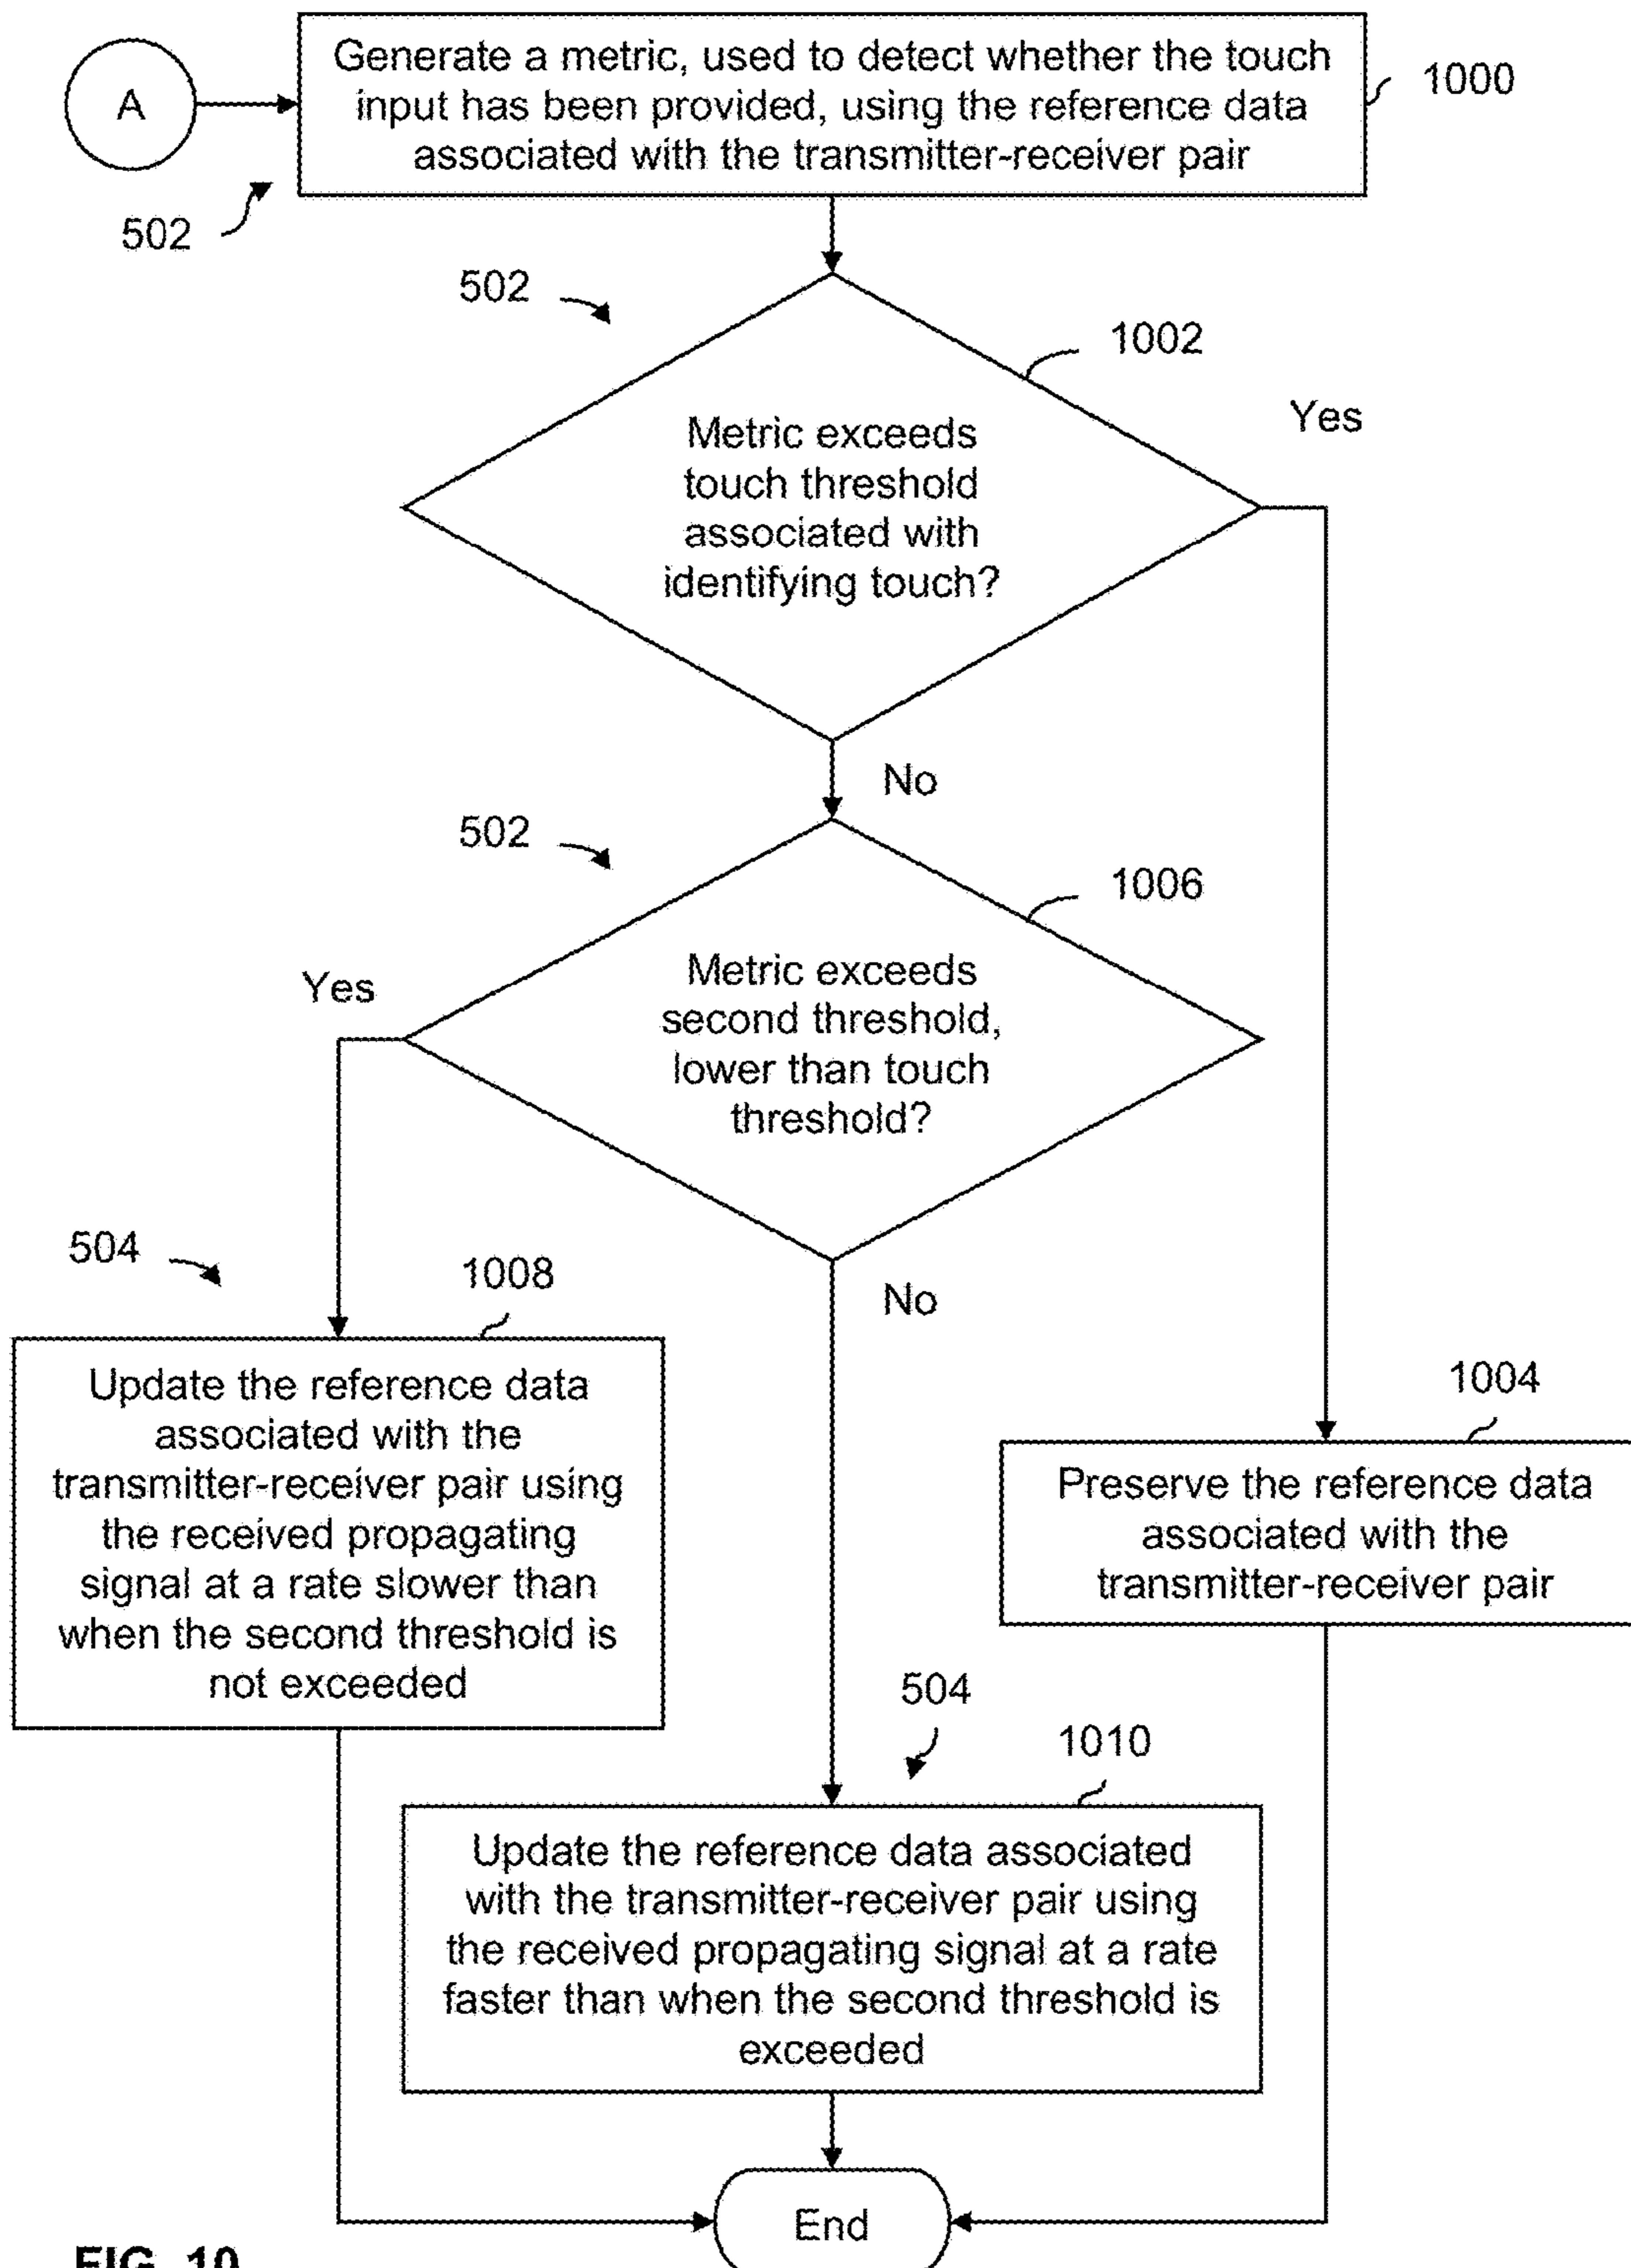 A
Generate a metric, used to detect whether the touch
input has been provided, using the reference data
associated with the transmitter-receiver pair
1000
502
502
1002
Yes
Metric exceeds
touch threshold
associated with
identifying touch?
No
502
1006
Yes
Metric exceeds
second threshold,
lower than touch
threshold?
No
504
1008
Update the reference data
associated with the
transmitter-receiver pair using
the received propagating
signal at a rate slower than
when the second threshold is
not exceeded
1004
Preserve the reference data
associated with the
transmitter-receiver pair
504
1010
Update the reference data associated
with the transmitter-receiver pair using
the received propagating signal at a rate
faster than when the second threshold is
exceeded
End
FIG. 10